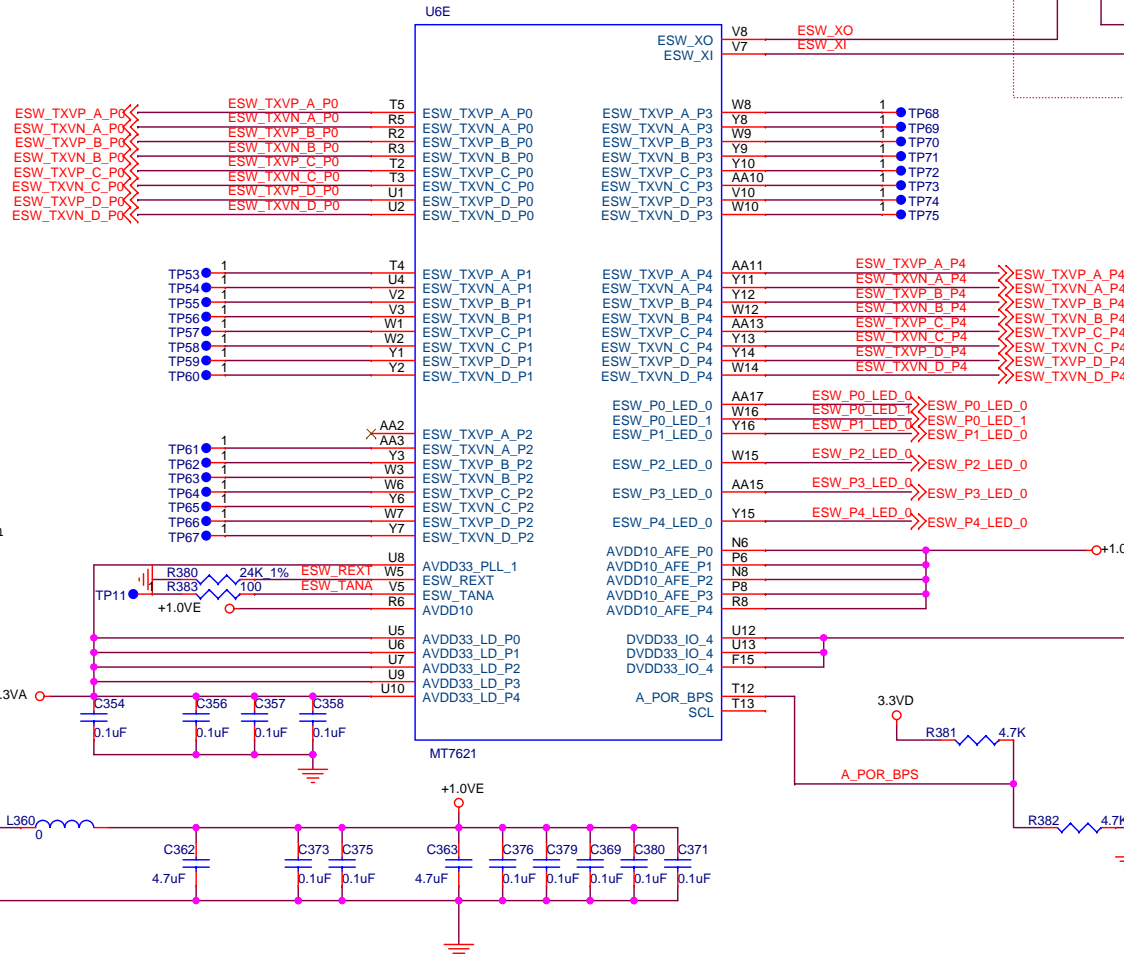 U6E
ESW_XO V8 ESW_XO
ESW_XI V7 ESW_XI
ESW_TXVP_A_P0 ESW_TXVP_A_P0 T5 ESW_TXVP_A_P0 ESW_TXVP_A_P3 W8 1 TP68
ESW_TXVN_A_P0 ESW_TXVN_A_P0 R5 ESW_TXVN_A_P0 ESW_TXVN_A_P3 Y8 1 TP69
ESW_TXVP_B_P0 ESW_TXVP_B_P0 R2 ESW_TXVP_B_P0 ESW_TXVP_B_P3 W9 1 TP70
ESW_TXVN_B_P0 ESW_TXVN_B_P0 R3 ESW_TXVN_B_P0 ESW_TXVN_B_P3 Y9 1 TP71
ESW_TXVP_C_P0 ESW_TXVP_C_P0 T2 ESW_TXVP_C_P0 ESW_TXVP_C_P3 Y10 1 TP72
ESW_TXVN_C_P0 ESW_TXVN_C_P0 T3 ESW_TXVN_C_P0 ESW_TXVN_C_P3 AA10 1 TP73
ESW_TXVP_D_P0 ESW_TXVP_D_P0 U1 ESW_TXVP_D_P0 ESW_TXVP_D_P3 V10 1 TP74
ESW_TXVN_D_P0 ESW_TXVN_D_P0 U2 ESW_TXVN_D_P0 ESW_TXVN_D_P3 W10 1 TP75
TP53 1 T4 ESW_TXVP_A_P1 ESW_TXVP_A_P4 AA11 ESW_TXVP_A_P4 ESW_TXVP_A_P4
TP54 1 U4 ESW_TXVN_A_P1 ESW_TXVN_A_P4 Y11 ESW_TXVN_A_P4 ESW_TXVN_A_P4
TP55 1 V2 ESW_TXVP_B_P1 ESW_TXVP_B_P4 Y12 ESW_TXVP_B_P4 ESW_TXVP_B_P4
TP56 1 V3 ESW_TXVN_B_P1 ESW_TXVN_B_P4 W12 ESW_TXVN_B_P4 ESW_TXVN_B_P4
TP57 1 W1 ESW_TXVP_C_P1 ESW_TXVP_C_P4 AA13 ESW_TXVP_C_P4 ESW_TXVP_C_P4
TP58 1 W2 ESW_TXVN_C_P1 ESW_TXVN_C_P4 Y13 ESW_TXVN_C_P4 ESW_TXVN_C_P4
TP59 1 Y1 ESW_TXVP_D_P1 ESW_TXVP_D_P4 Y14 ESW_TXVP_D_P4 ESW_TXVP_D_P4
TP60 1 Y2 ESW_TXVN_D_P1 ESW_TXVN_D_P4 W14 ESW_TXVN_D_P4 ESW_TXVN_D_P4
ESW_P0_LED_0 AA17 ESW_P0_LED_0 ESW_P0_LED_0
ESW_P0_LED_1 W16 ESW_P0_LED_1 ESW_P0_LED_1
AA2 ESW_TXVP_A_P2 ESW_P1_LED_0 Y16 ESW_P1_LED_0 ESW_P1_LED_0
TP61 1 AA3 ESW_TXVN_A_P2
TP62 1 Y3 ESW_TXVP_B_P2 ESW_P2_LED_0 W15 ESW_P2_LED_0 ESW_P2_LED_0
TP63 1 W3 ESW_TXVN_B_P2
TP64 1 W6 ESW_TXVP_C_P2 ESW_P3_LED_0 AA15 ESW_P3_LED_0 ESW_P3_LED_0
TP65 1 Y6 ESW_TXVN_C_P2
TP66 1 W7 ESW_TXVP_D_P2 ESW_P4_LED_0 Y15 ESW_P4_LED_0 ESW_P4_LED_0
TP67 1 Y7 ESW_TXVN_D_P2
AVDD10_AFE_P0 N6 +1.0
U8 AVDD33_PLL_1 AVDD10_AFE_P1 P6
R380 24K_1% ESW_REXT W5 ESW_REXT AVDD10_AFE_P2 N8
TP11 1 R383 100 ESW_TANA V5 ESW_TANA AVDD10_AFE_P3 P8
+1.0VE R6 AVDD10 AVDD10_AFE_P4 R8
U5 AVDD33_LD_P0 DVDD33_IO_4 U12
U6 AVDD33_LD_P1 DVDD33_IO_4 U13
U7 AVDD33_LD_P2 DVDD33_IO_4 F15
U9 AVDD33_LD_P3
.3VA U10 AVDD33_LD_P4 A_POR_BPS T12
SCL T13
C354 C356 C357 C358 3.3VD
0.1uF 0.1uF 0.1uF 0.1uF R381 4.7K
MT7621
A_POR_BPS
+1.0VE
L360 R382 4.7K
0
C362 C373 C375 C363 C376 C379 C369 C380 C371
4.7uF 0.1uF 0.1uF 4.7uF 0.1uF 0.1uF 0.1uF 0.1uF 0.1uF